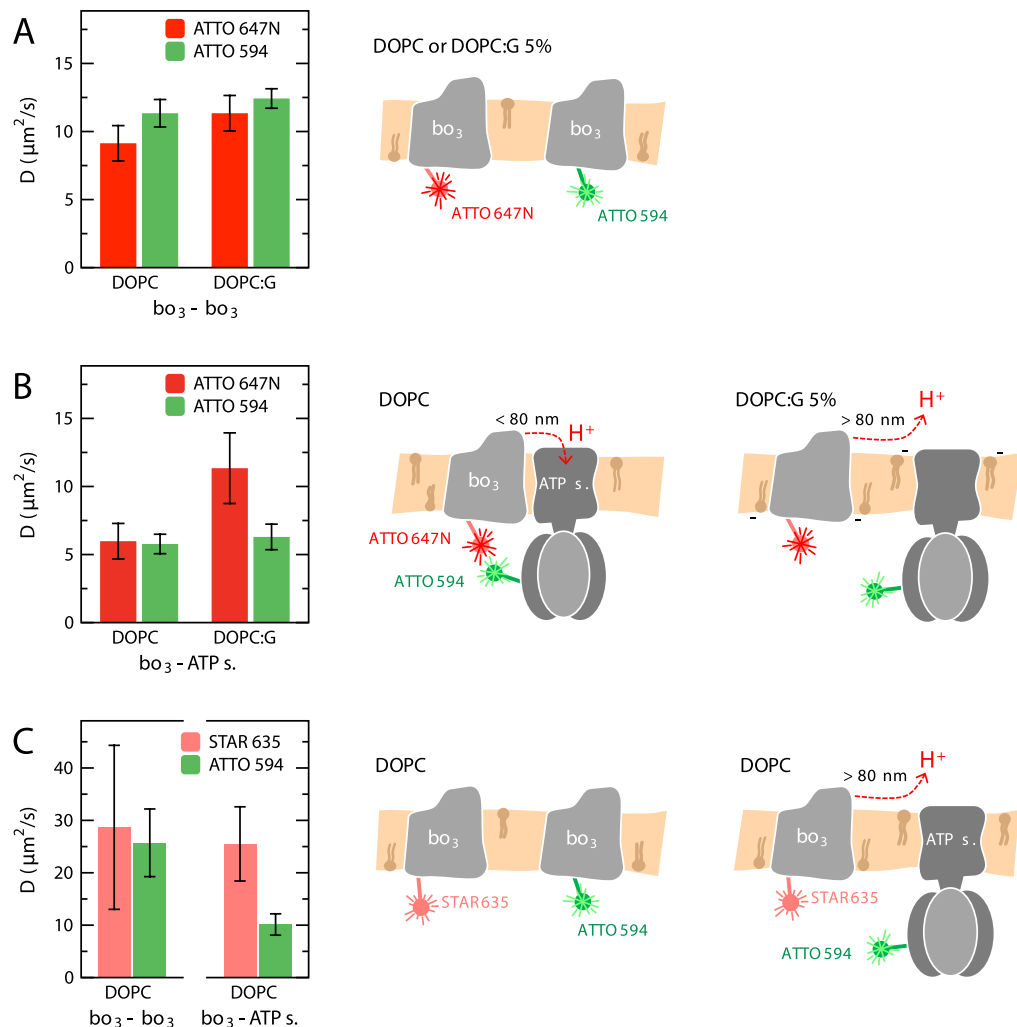 A
ATTO 647N
ATTO 594
15
10
5
0
D (µm²/s)
DOPC
DOPC:G
bo₃ - bo₃
DOPC or DOPC:G 5%
bo₃
bo₃
ATTO 647N
ATTO 594
B
ATTO 647N
ATTO 594
15
10
5
0
D (µm²/s)
DOPC
DOPC:G
bo₃ - ATP s.
DOPC
< 80 nm
H⁺
bo₃
ATP s.
ATTO 647N
ATTO 594
DOPC:G 5%
> 80 nm
H⁺
-
-
-
-
C
STAR 635
ATTO 594
40
30
20
10
0
D (µm²/s)
DOPC
DOPC
bo₃ - bo₃
bo₃ - ATP s.
DOPC
bo₃
bo₃
STAR635
ATTO 594
DOPC
> 80 nm
H⁺
bo₃
ATP s.
STAR635
ATTO 594